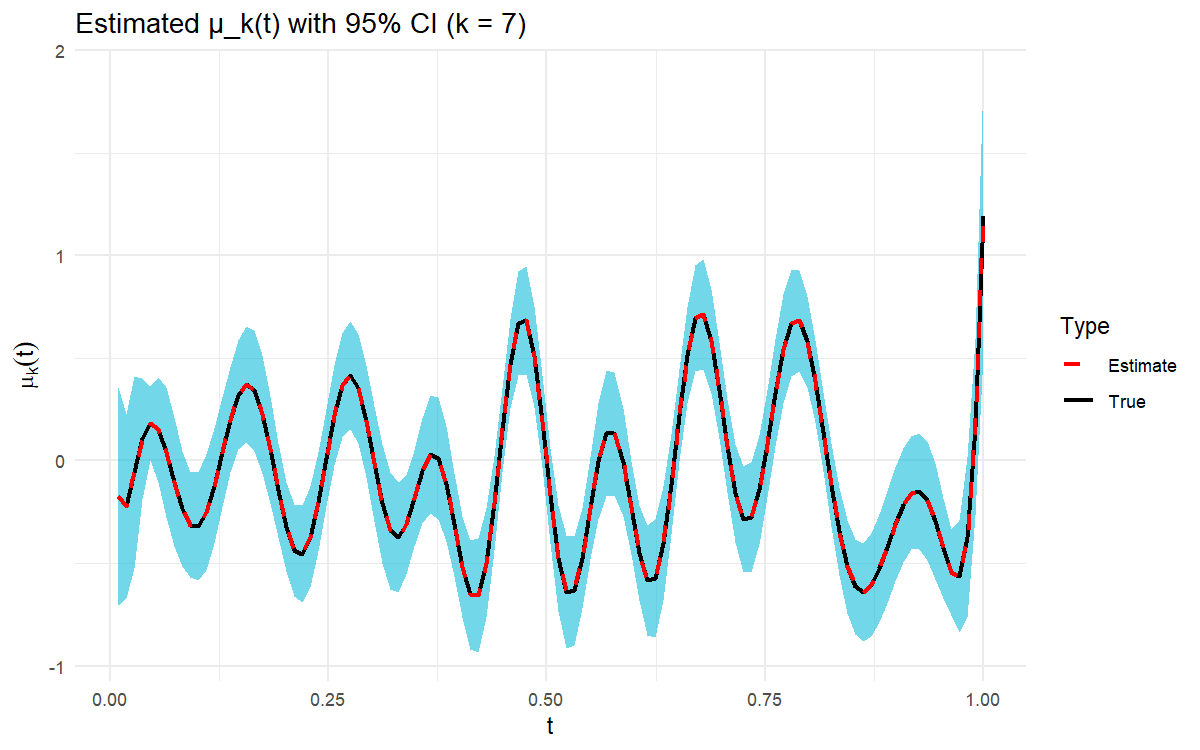 Estimated μ_k(t) with 95% CI (k = 7)
2
1
0
-1
μk(t)
0.00
0.25
0.50
0.75
1.00
t
Type
Estimate
True